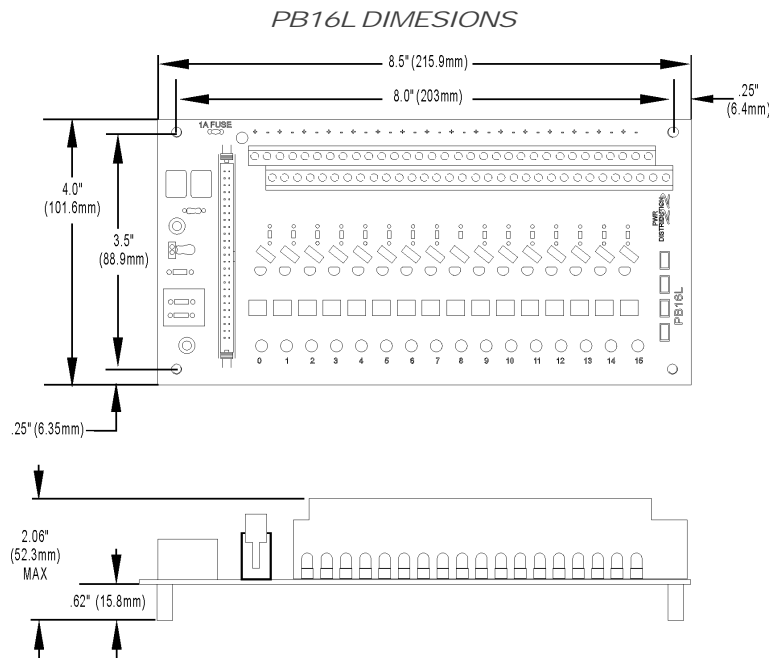 PB16L DIMESIONS
8.5" (215.9mm)
8.0" (203mm)
.25"
(6.4mm)
1A FUSE
+ - + - + - + - + - + - + - + - + - + - + - + - + - + - + - + -
4.0"
(101.6mm)
3.5"
(88.9mm)
PWR
DISTRIBUTION
PB16L
0 1 2 3 4 5 6 7 8 9 10 11 12 13 14 15
.25" (6.35mm)
2.06"
(52.3mm)
MAX
.62" (15.8mm)